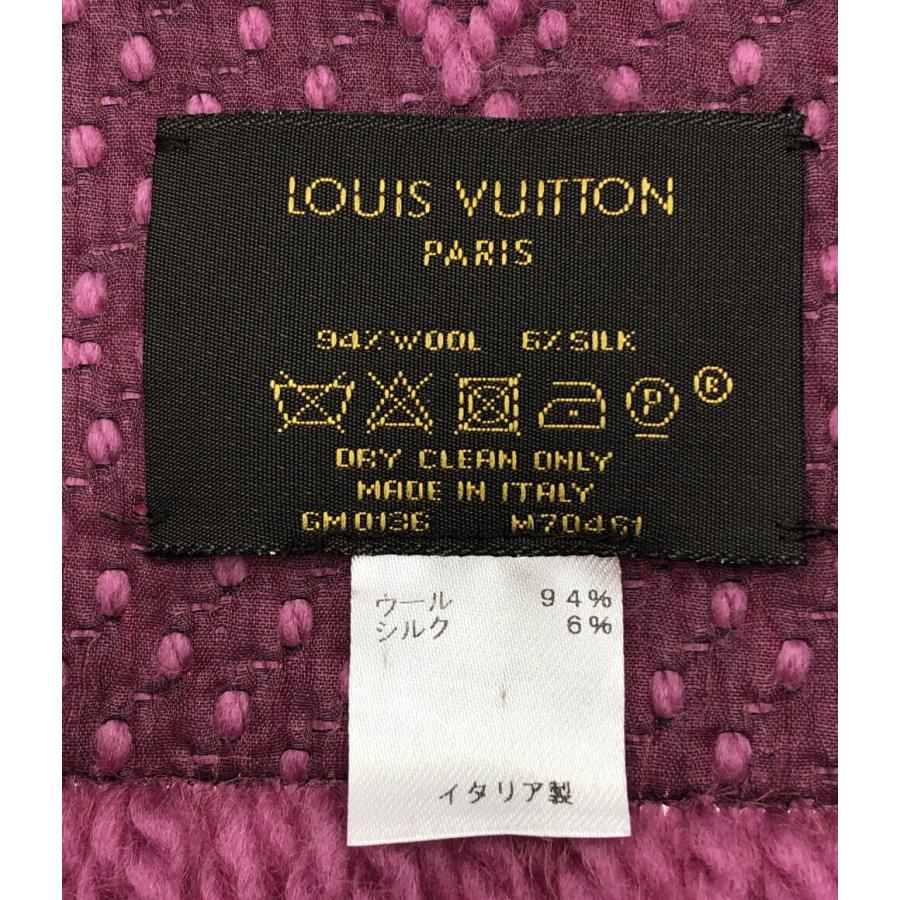 LOUIS VUITTON
PARIS
94% WOOL 6% SILK
P ®
DRY CLEAN ONLY
MADE IN ITALY
GM0136 M70461
ウール 94%
シルク 6%
イタリア製